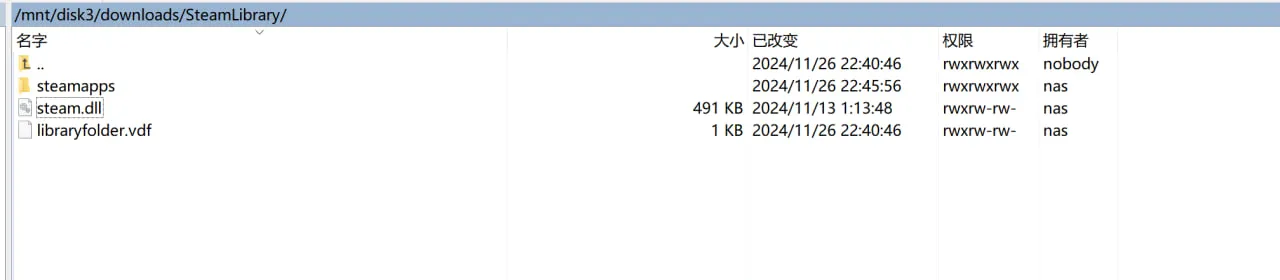 /mnt/disk3/downloads/SteamLibrary/
名字 大小 已改变 权限 拥有者
.. 2024/11/26 22:40:46 rwxrwxrwx nobody
steamapps 2024/11/26 22:45:56 rwxrwxrwx nas
steam.dll 491 KB 2024/11/13 1:13:48 rwxrw-rw- nas
libraryfolder.vdf 1 KB 2024/11/26 22:40:46 rwxrw-rw- nas